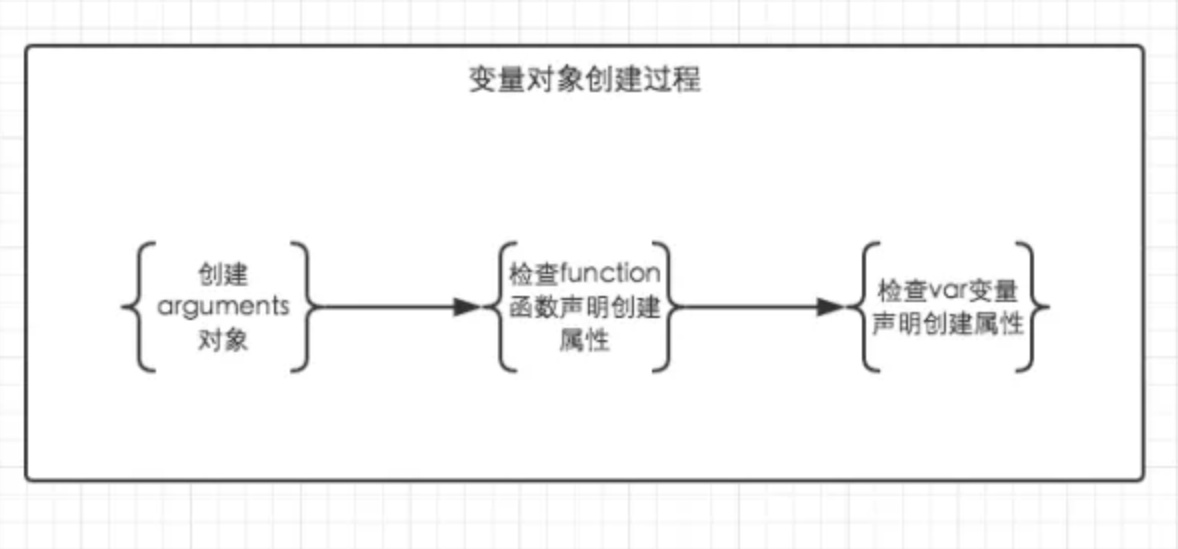 变量对象创建过程
创建
arguments
对象
检查function
函数声明创建
属性
检查var变量
声明创建属性